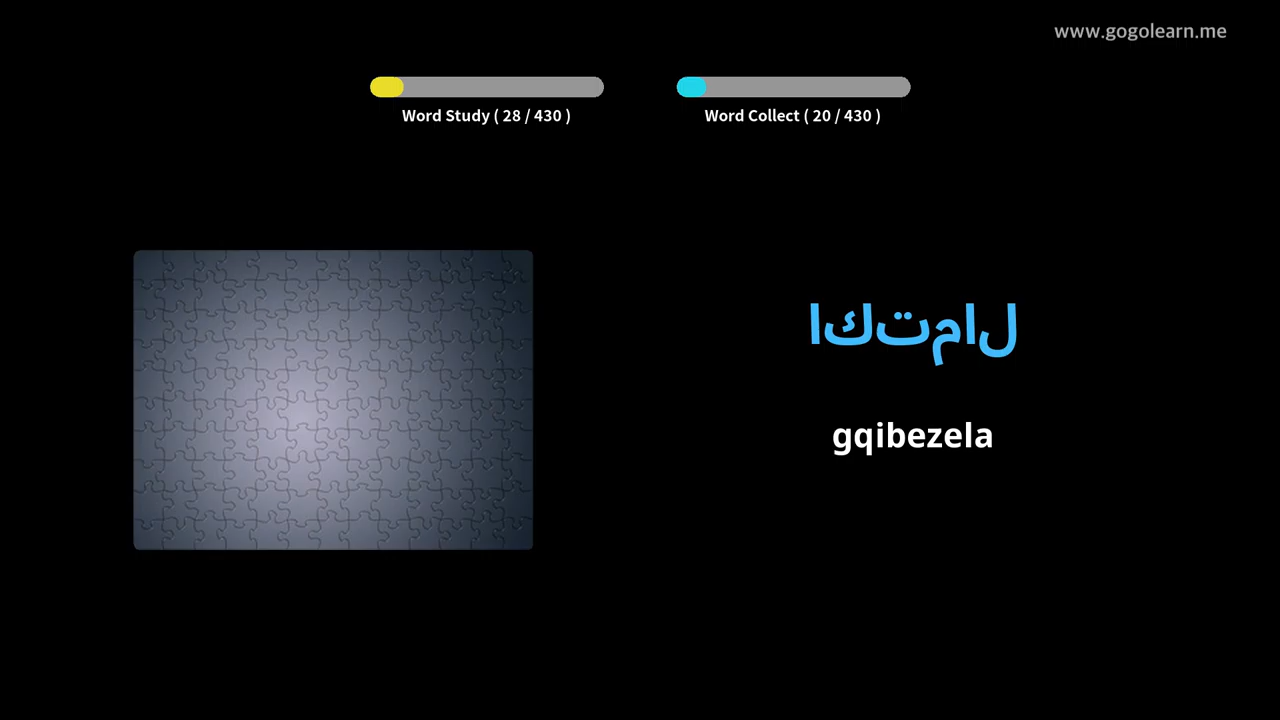 www.gogolearn.me
Word Study ( 28 / 430 )
Word Collect ( 20 / 430 )
اكتمال
gqibezela